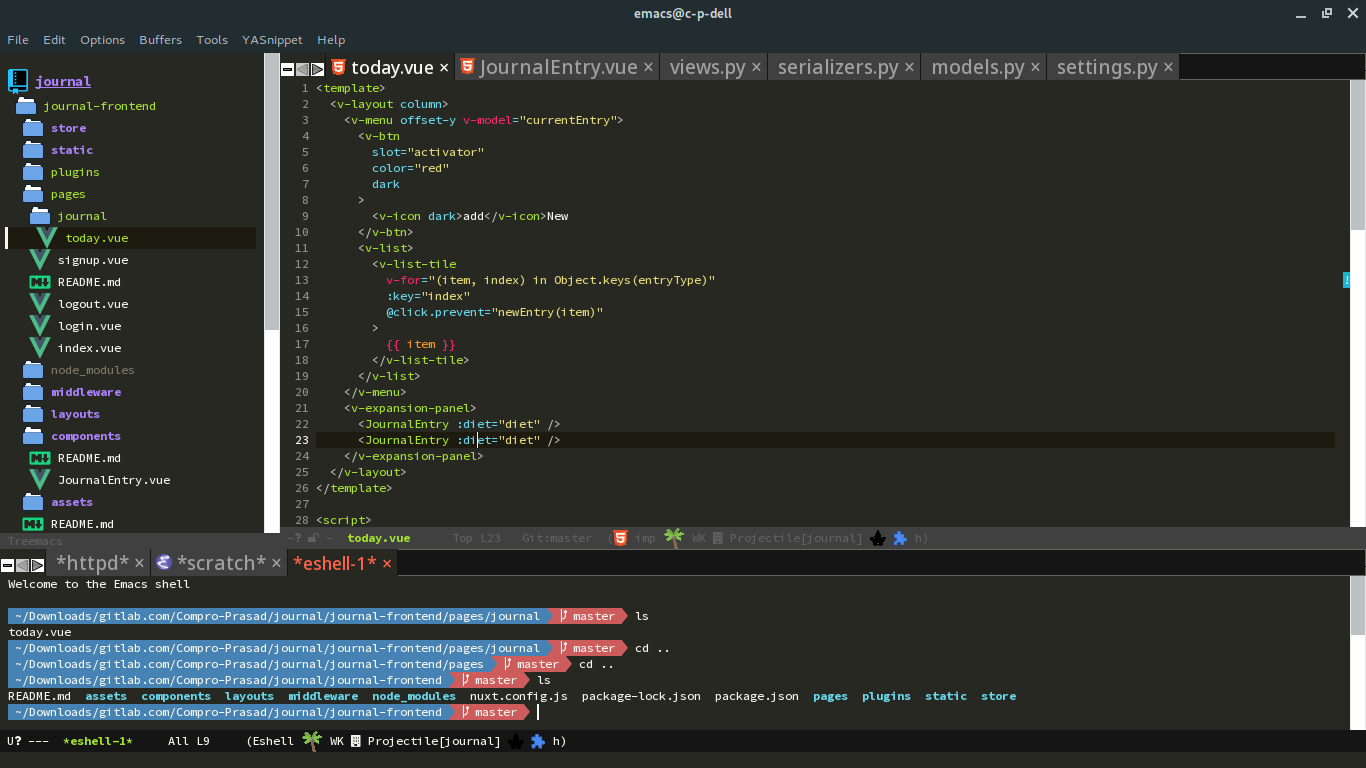 emacs@c-p-dell
File Edit Options Buffers Tools YASnippet Help
journal
journal-frontend
store
static
plugins
pages
journal
today.vue
signup.vue
README.md
logout.vue
login.vue
index.vue
node_modules
middleware
layouts
components
README.md
JournalEntry.vue
assets
README.md
Treemacs
today.vue × JournalEntry.vue × views.py × serializers.py × models.py × settings.py ×
1 <template>
2 <v-layout column>
3 <v-menu offset-y v-model="currentEntry">
4 <v-btn
5 slot="activator"
6 color="red"
7 dark
8 >
9 <v-icon dark>add</v-icon>New
10 </v-btn>
11 <v-list>
12 <v-list-tile
13 v-for="(item, index) in Object.keys(entryType)"
14 :key="index"
15 @click.prevent="newEntry(item)"
16 >
17 {{ item }}
18 </v-list-tile>
19 </v-list>
20 </v-menu>
21 <v-expansion-panel>
22 <JournalEntry :diet="diet" />
23 <JournalEntry :diet="diet" />
24 </v-expansion-panel>
25 </v-layout>
26 </template>
27
28 <script>
-? - today.vue Top L23 Git:master ( imp WK Projectile[journal] h)
*httpd* × *scratch* × *eshell-1* ×
Welcome to the Emacs shell
~/Downloads/gitlab.com/Compro-Prasad/journal/journal-frontend/pages/journal master ls
today.vue
~/Downloads/gitlab.com/Compro-Prasad/journal/journal-frontend/pages/journal master cd ..
~/Downloads/gitlab.com/Compro-Prasad/journal/journal-frontend/pages master cd ..
~/Downloads/gitlab.com/Compro-Prasad/journal/journal-frontend master ls
README.md assets components layouts middleware node_modules nuxt.config.js package-lock.json package.json pages plugins static store
~/Downloads/gitlab.com/Compro-Prasad/journal/journal-frontend master
U? --- *eshell-1* All L9 (Eshell WK Projectile[journal] h)